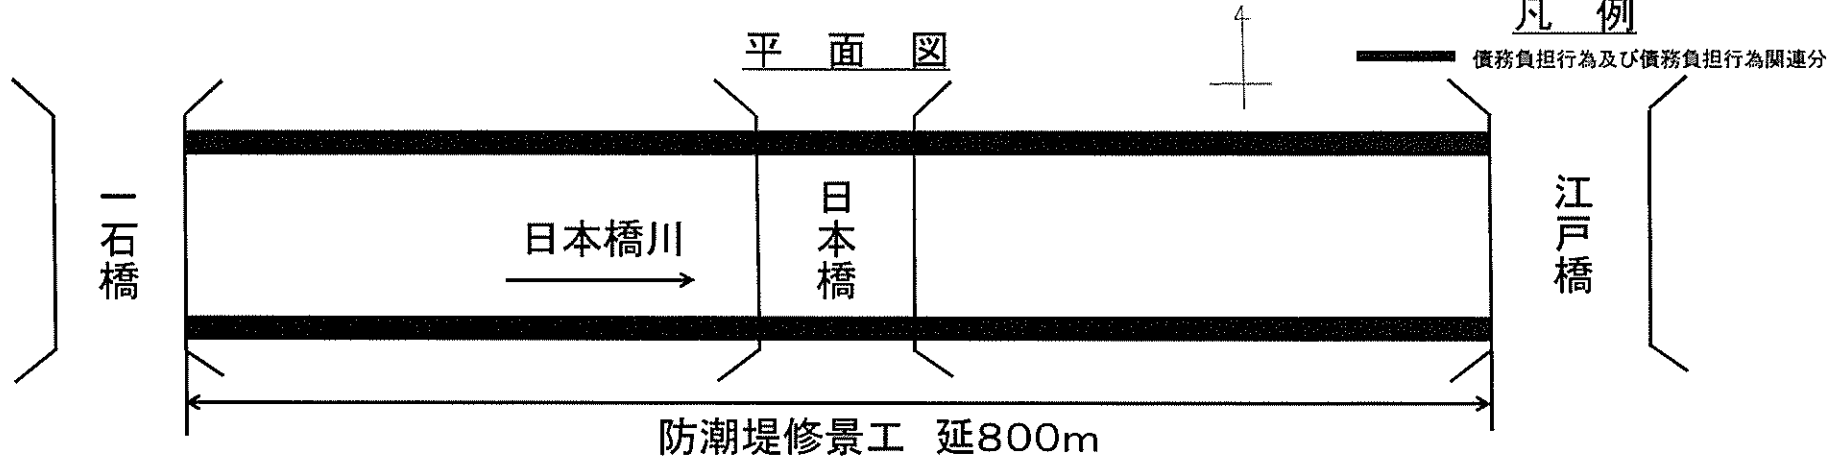 凡 例
平 面 図
債務負担行為及び債務負担行為関連分
一石橋
日本橋川
日本橋
江戸橋
防潮堤修景工 延800m